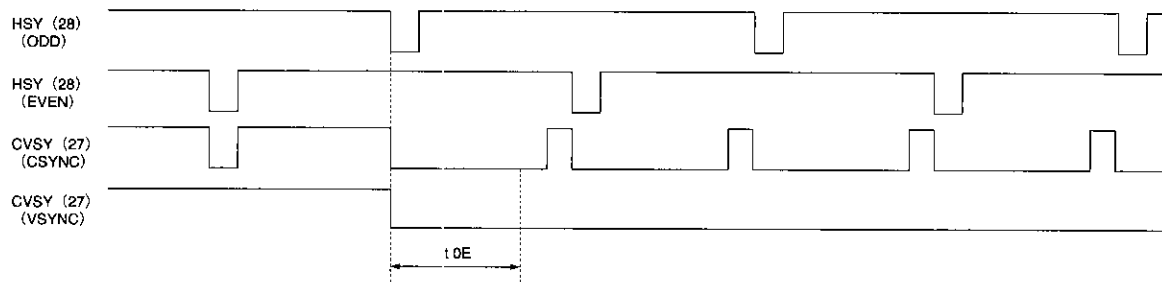 HSY (28)
(ODD)
HSY (28)
(EVEN)
CVSY (27)
(CSYNC)
CVSY (27)
(VSYNC)
t 0E